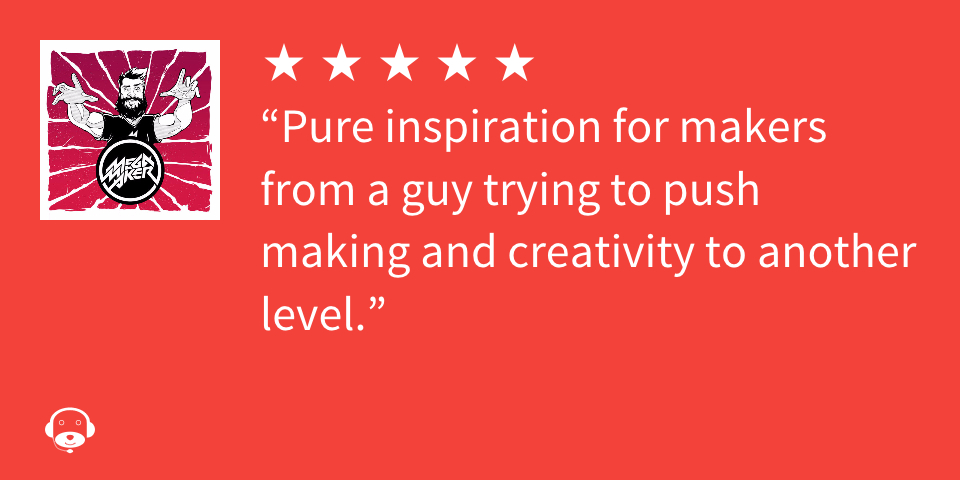 ★★★★★
“Pure inspiration for makers
from a guy trying to push
making and creativity to another
level.”
MEGA
MAKER